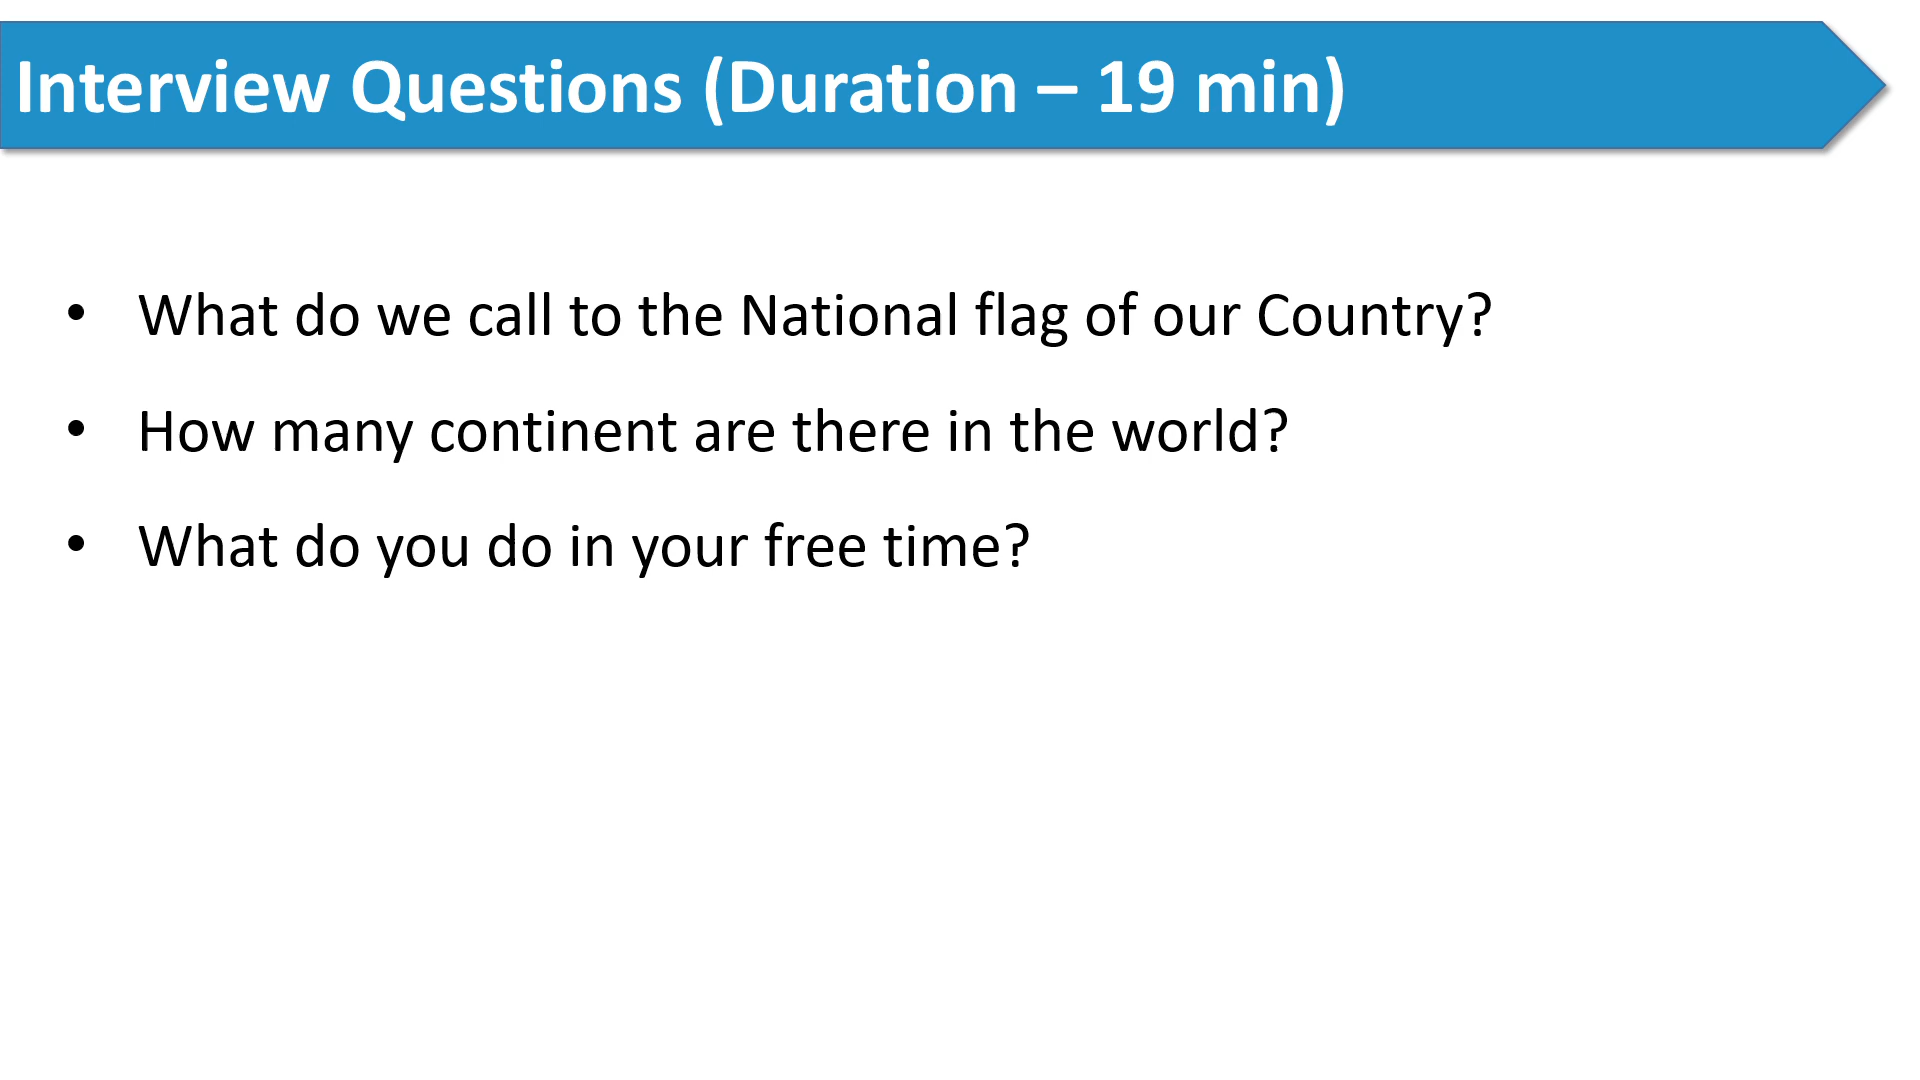 Interview Questions (Duration – 19 min)
• What do we call to the National flag of our Country?
• How many continent are there in the world?
• What do you do in your free time?